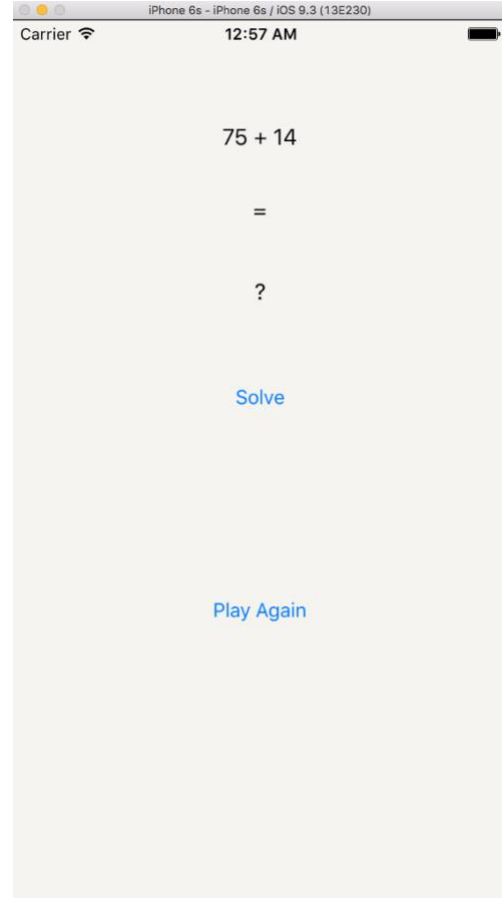 iPhone 6s - iPhone 6s / iOS 9.3 (13E230)
Carrier 12:57 AM
75 + 14
=
?
Solve
Play Again